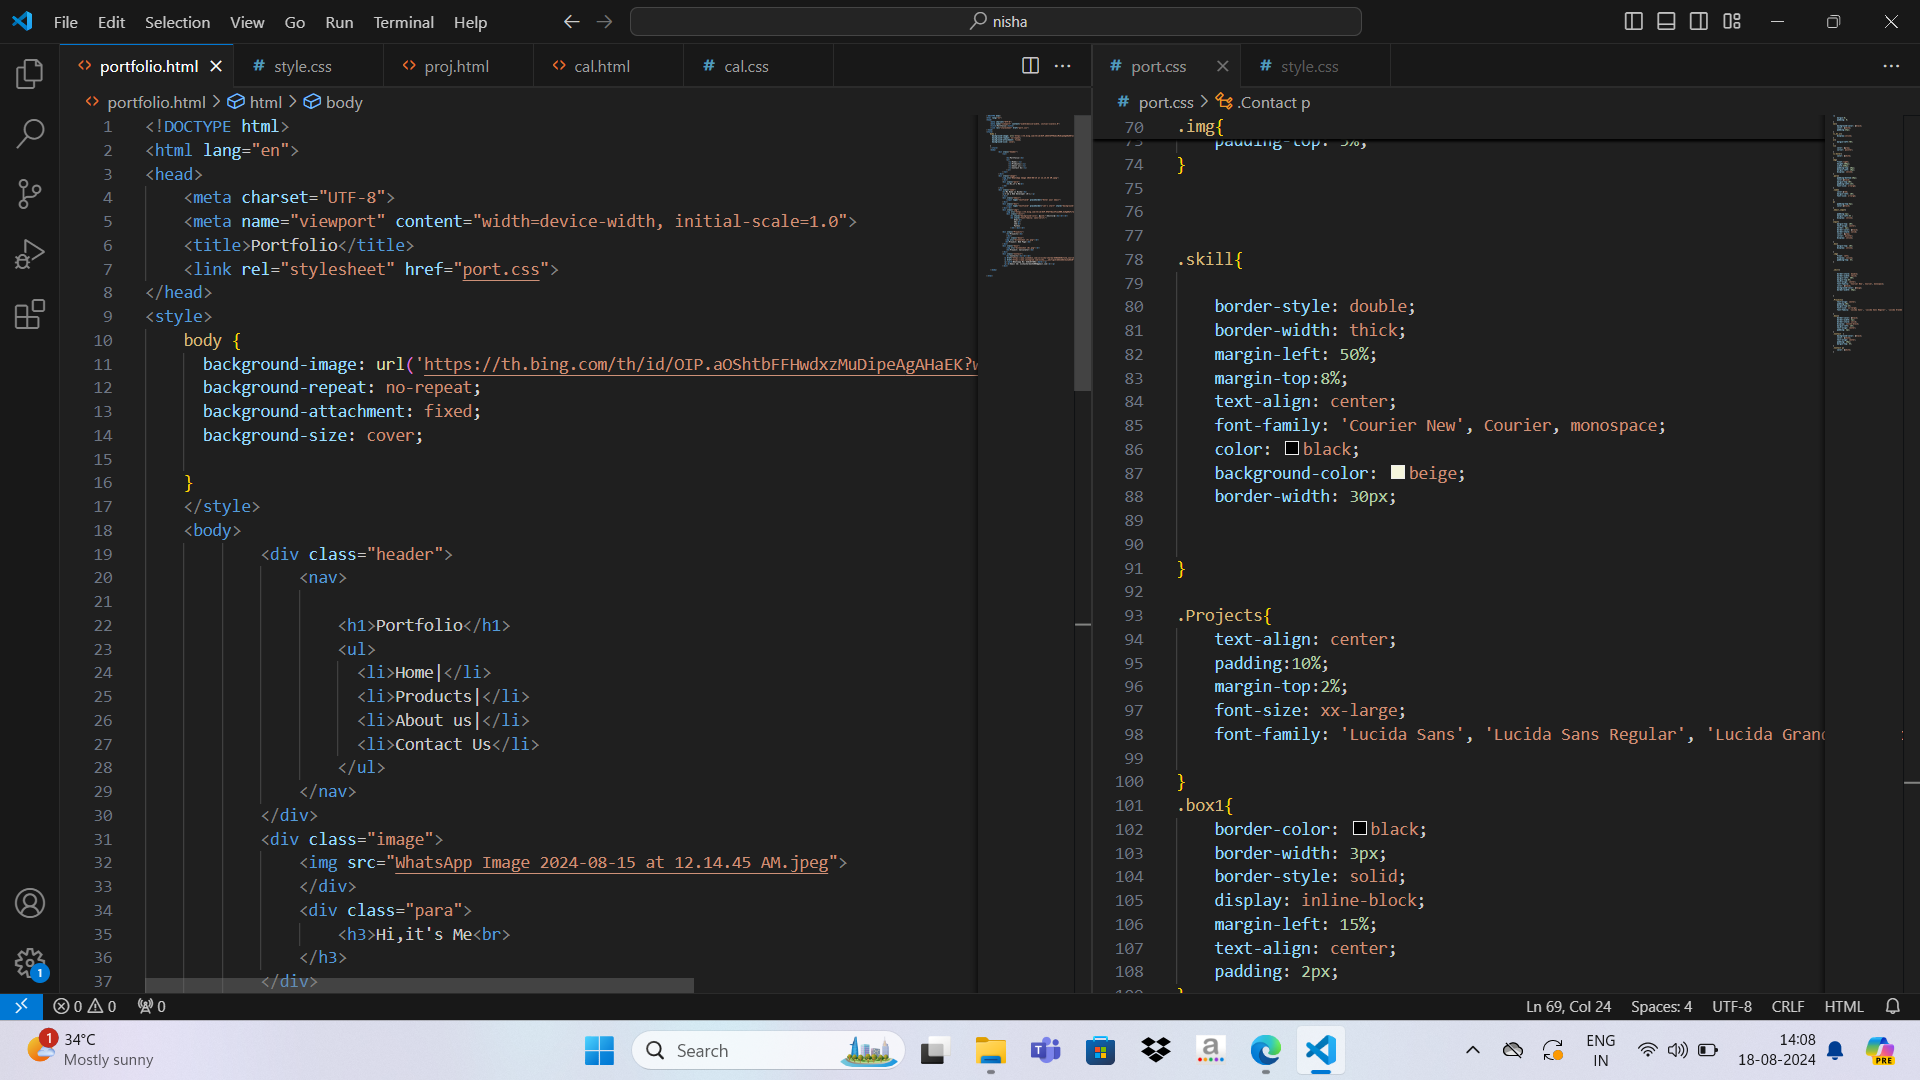 File Edit Selection View Go Run Terminal Help
nisha
portfolio.html
style.css
proj.html
cal.html
cal.css
portfolio.html > html > body
1 <!DOCTYPE html>
2 <html lang="en">
3 <head>
4 <meta charset="UTF-8">
5 <meta name="viewport" content="width=device-width, initial-scale=1.0">
6 <title>Portfolio</title>
7 <link rel="stylesheet" href="port.css">
8 </head>
9 <style>
10 body {
11 background-image: url('https://th.bing.com/th/id/OIP.aOShtbFFHwdxzMuDipeAgAHaEK?w
12 background-repeat: no-repeat;
13 background-attachment: fixed;
14 background-size: cover;
15
16 }
17 </style>
18 <body>
19 <div class="header">
20 <nav>
21
22 <h1>Portfolio</h1>
23 <ul>
24 <li>Home|</li>
25 <li>Products|</li>
26 <li>About us|</li>
27 <li>Contact Us</li>
28 </ul>
29 </nav>
30 </div>
31 <div class="image">
32 <img src="WhatsApp Image 2024-08-15 at 12.14.45 AM.jpeg">
33 </div>
34 <div class="para">
35 <h3>Hi,it's Me<br>
36 </h3>
37 </div>
port.css
style.css
port.css > .Contact p
70 .img{
73 padding-top: 5%;
74 }
75
76
77
78 .skill{
79
80 border-style: double;
81 border-width: thick;
82 margin-left: 50%;
83 margin-top:8%;
84 text-align: center;
85 font-family: 'Courier New', Courier, monospace;
86 color: black;
87 background-color: beige;
88 border-width: 30px;
89
90
91 }
92
93 .Projects{
94 text-align: center;
95 padding:10%;
96 margin-top:2%;
97 font-size: xx-large;
98 font-family: 'Lucida Sans', 'Lucida Sans Regular', 'Lucida Gran
99
100 }
101 .box1{
102 border-color: black;
103 border-width: 3px;
104 border-style: solid;
105 display: inline-block;
106 margin-left: 15%;
107 text-align: center;
108 padding: 2px;
1
0 0 0
Ln 69, Col 24 Spaces: 4 UTF-8 CRLF HTML
1
34°C
Mostly sunny
Search
a
PRE
ENG
IN
14:08
18-08-2024